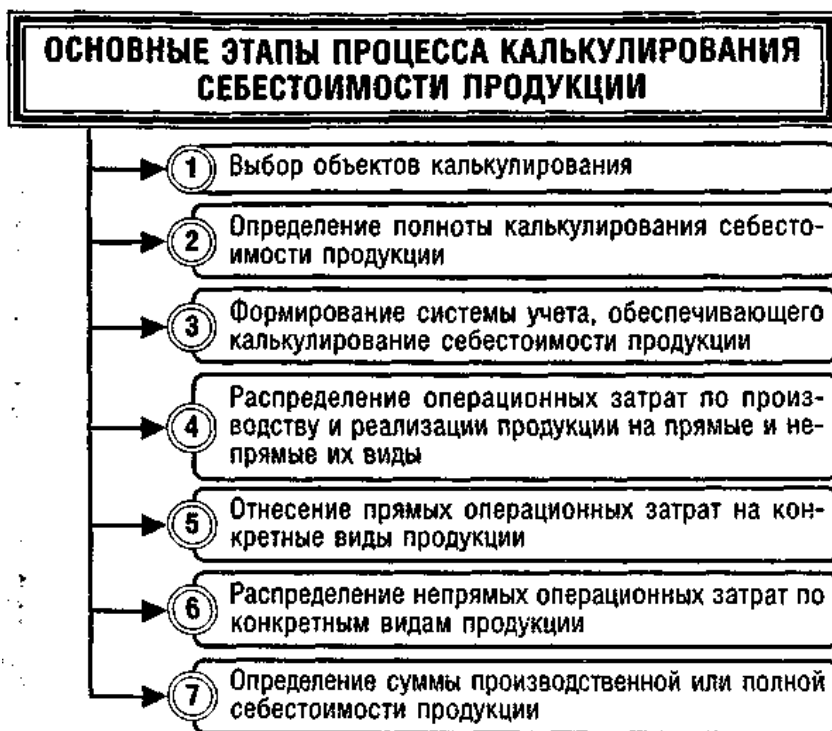 ОСНОВНЫЕ ЭТАПЫ ПРОЦЕССА КАЛЬКУЛИРОВАНИЯ
СЕБЕСТОИМОСТИ ПРОДУКЦИИ
1 Выбор объектов калькулирования
2 Определение полноты калькулирования себесто-
имости продукции
3 Формирование системы учета, обеспечивающего
калькулирование себестоимости продукции
4 Распределение операционных затрат по произ-
водству и реализации продукции на прямые и не-
прямые их виды
5 Отнесение прямых операционных затрат на кон-
кретные виды продукции
6 Распределение непрямых операционных затрат по
конкретным видам продукции
7 Определение суммы производственной или полной
себестоимости продукции